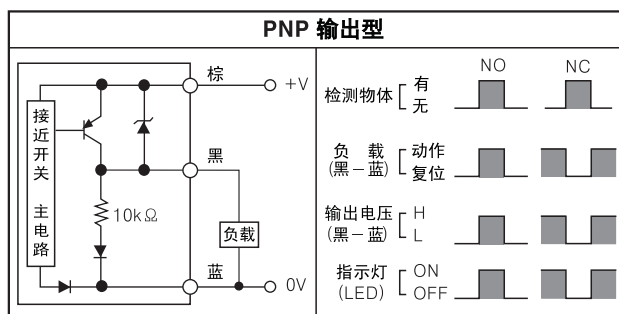 PNP 输出型
棕
+V
接近开关 主电路
黑
10kΩ
负载
蓝
0V
NO NC
检测物体 有
无
负 载 动作
(黑－蓝) 复位
输出电压 H
(黑－蓝) L
指示灯 ON
(LED) OFF